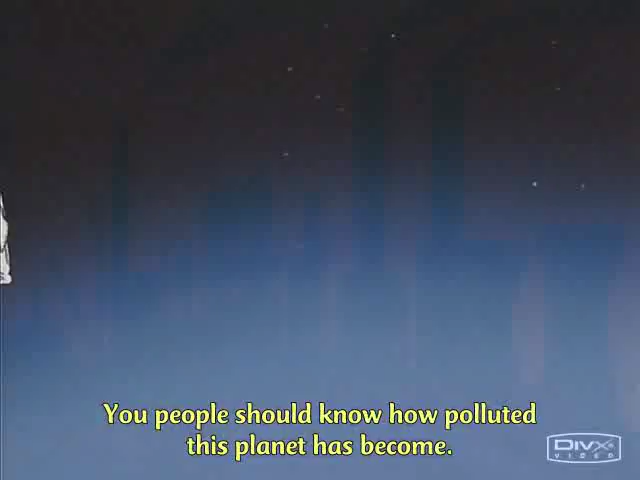 You people should know how polluted
this planet has become.
DIVX
VIDEO